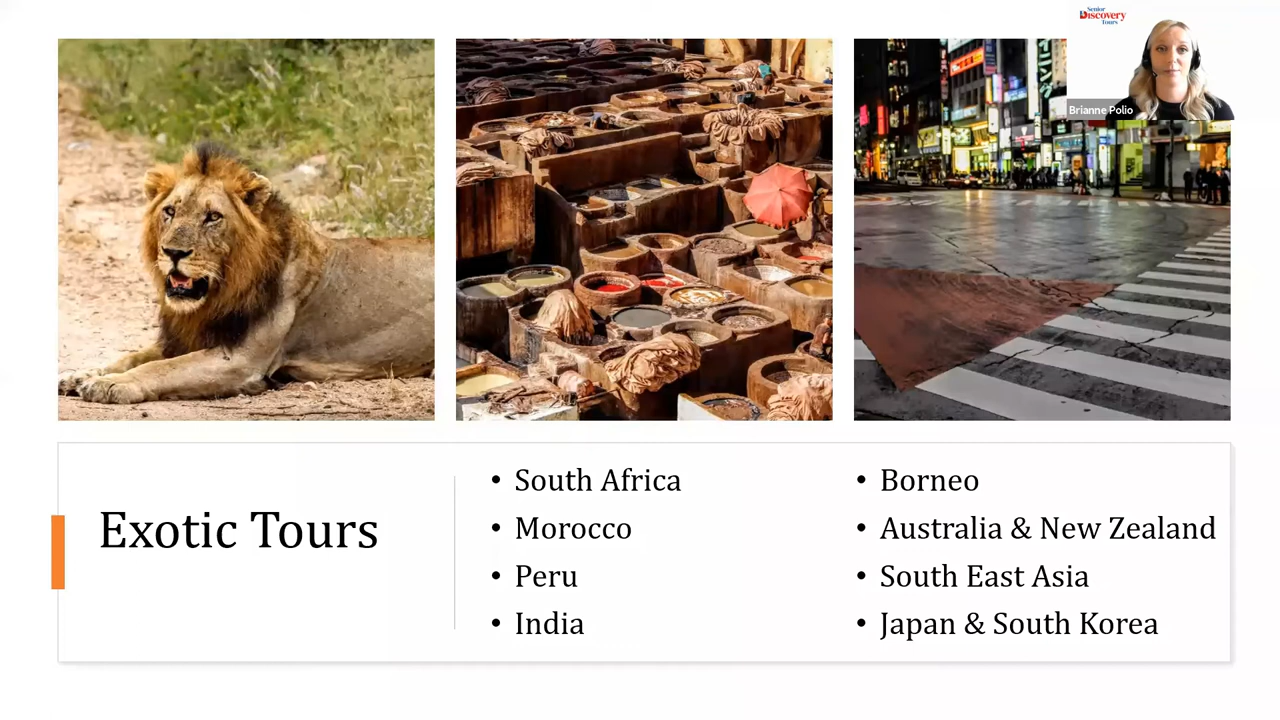 Senior
Discovery
Tours
Brianne Polio
Exotic Tours
• South Africa
• Morocco
• Peru
• India
• Borneo
• Australia & New Zealand
• South East Asia
• Japan & South Korea